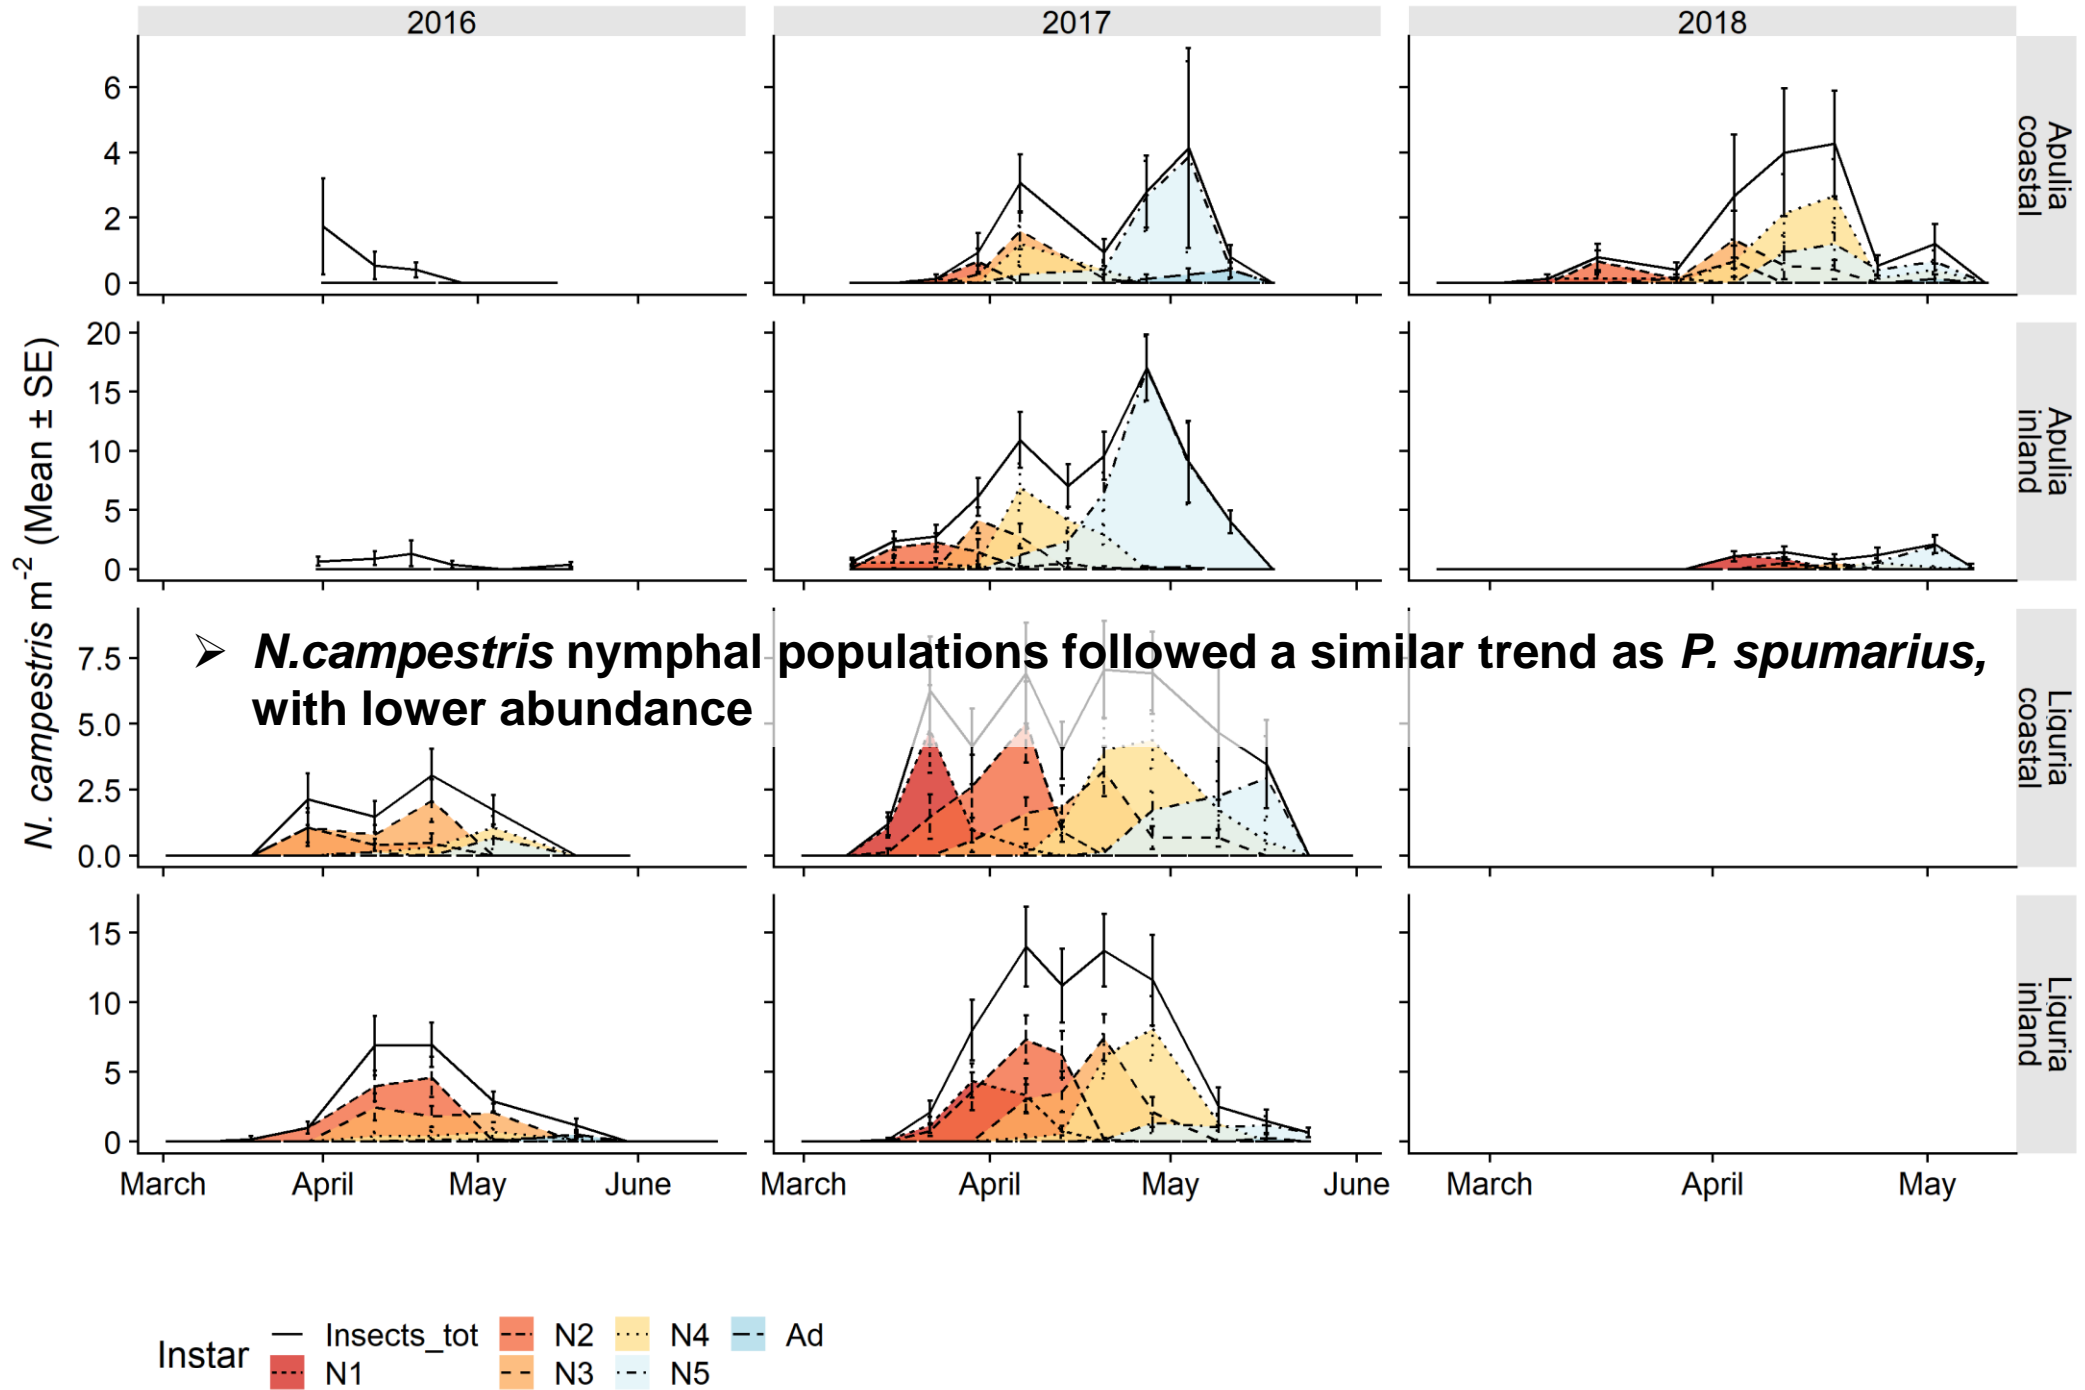 2016
2017
2018
6
4
2
0
Apulia
coastal
20
15
10
5
0
Apulia
inland
N. campestris m-2 (Mean ± SE)
➢ N.campestris nymphal populations followed a similar trend as P. spumarius,
with lower abundance
7.5
5.0
2.5
0.0
Liguria
coastal
15
10
5
0
Liguria
inland
March April May June
March April May June
March April May
Instar
Insects_tot N2 N4 Ad
N1 N3 N5